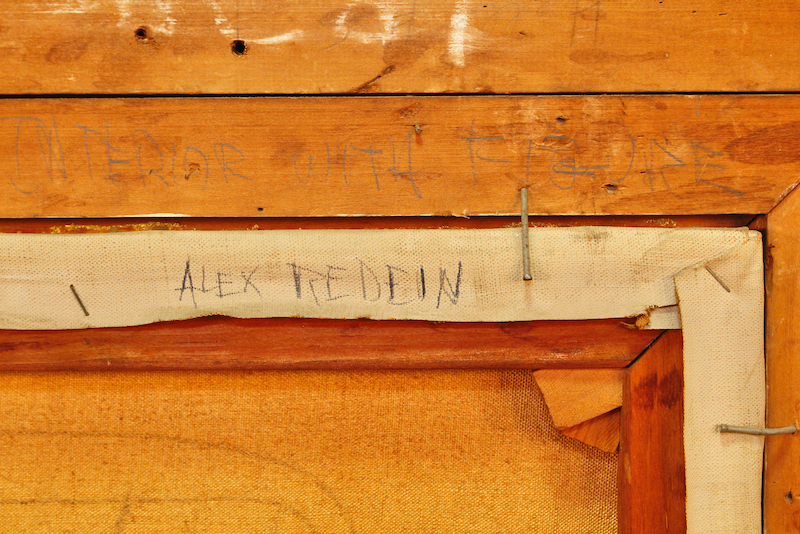 INTERIOR WITH FIGURE
ALEX REDEIN